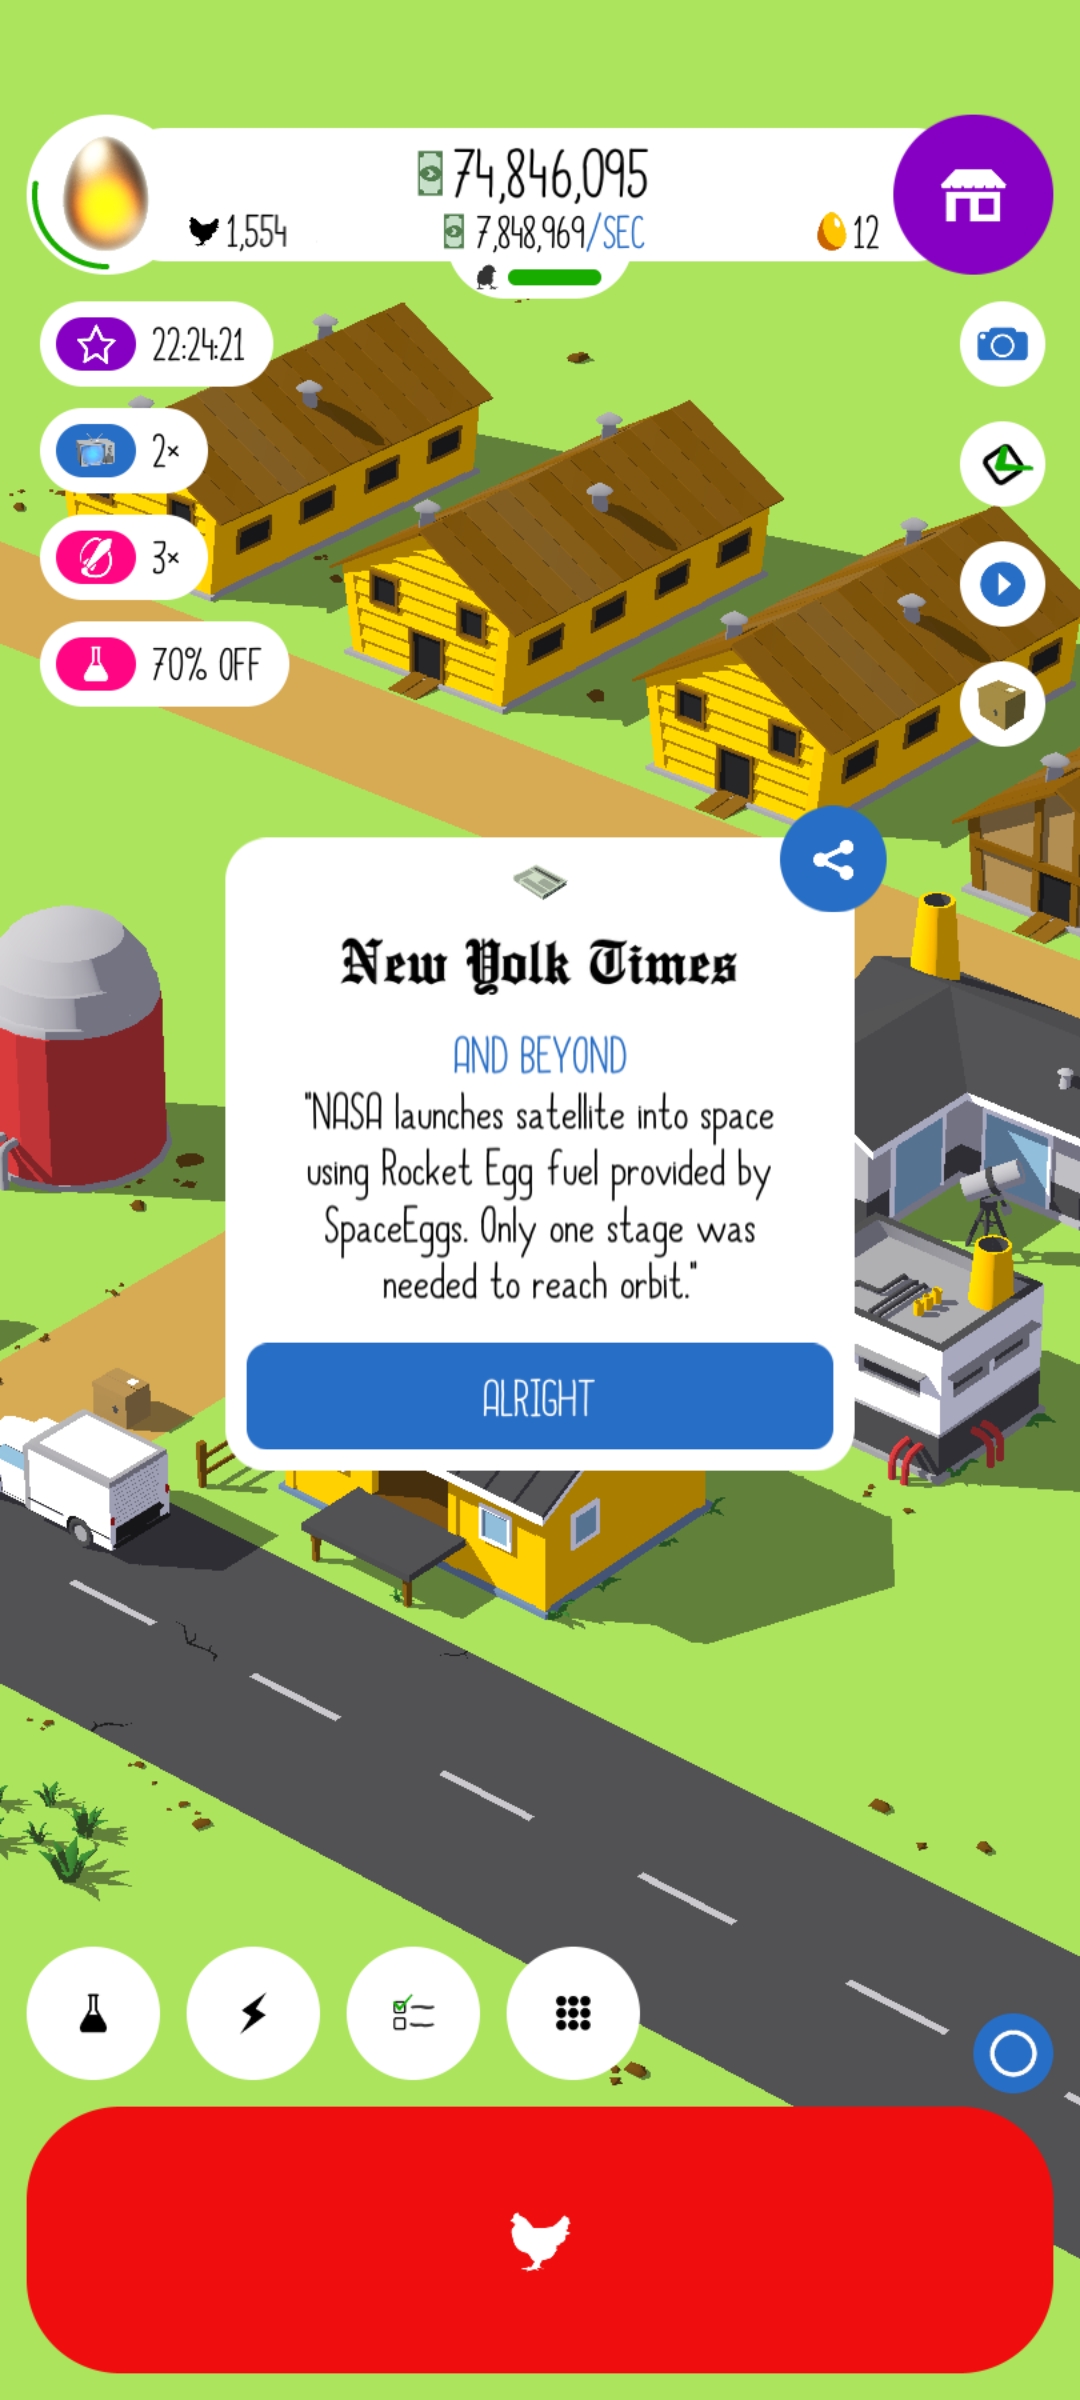 74,846,095
1,554
7,848,969/SEC
12
22:24:21
2×
3×
70% OFF
New Yolk Times
AND BEYOND
"NASA launches satellite into space
using Rocket Egg fuel provided by
SpaceEggs. Only one stage was
needed to reach orbit."
ALRIGHT